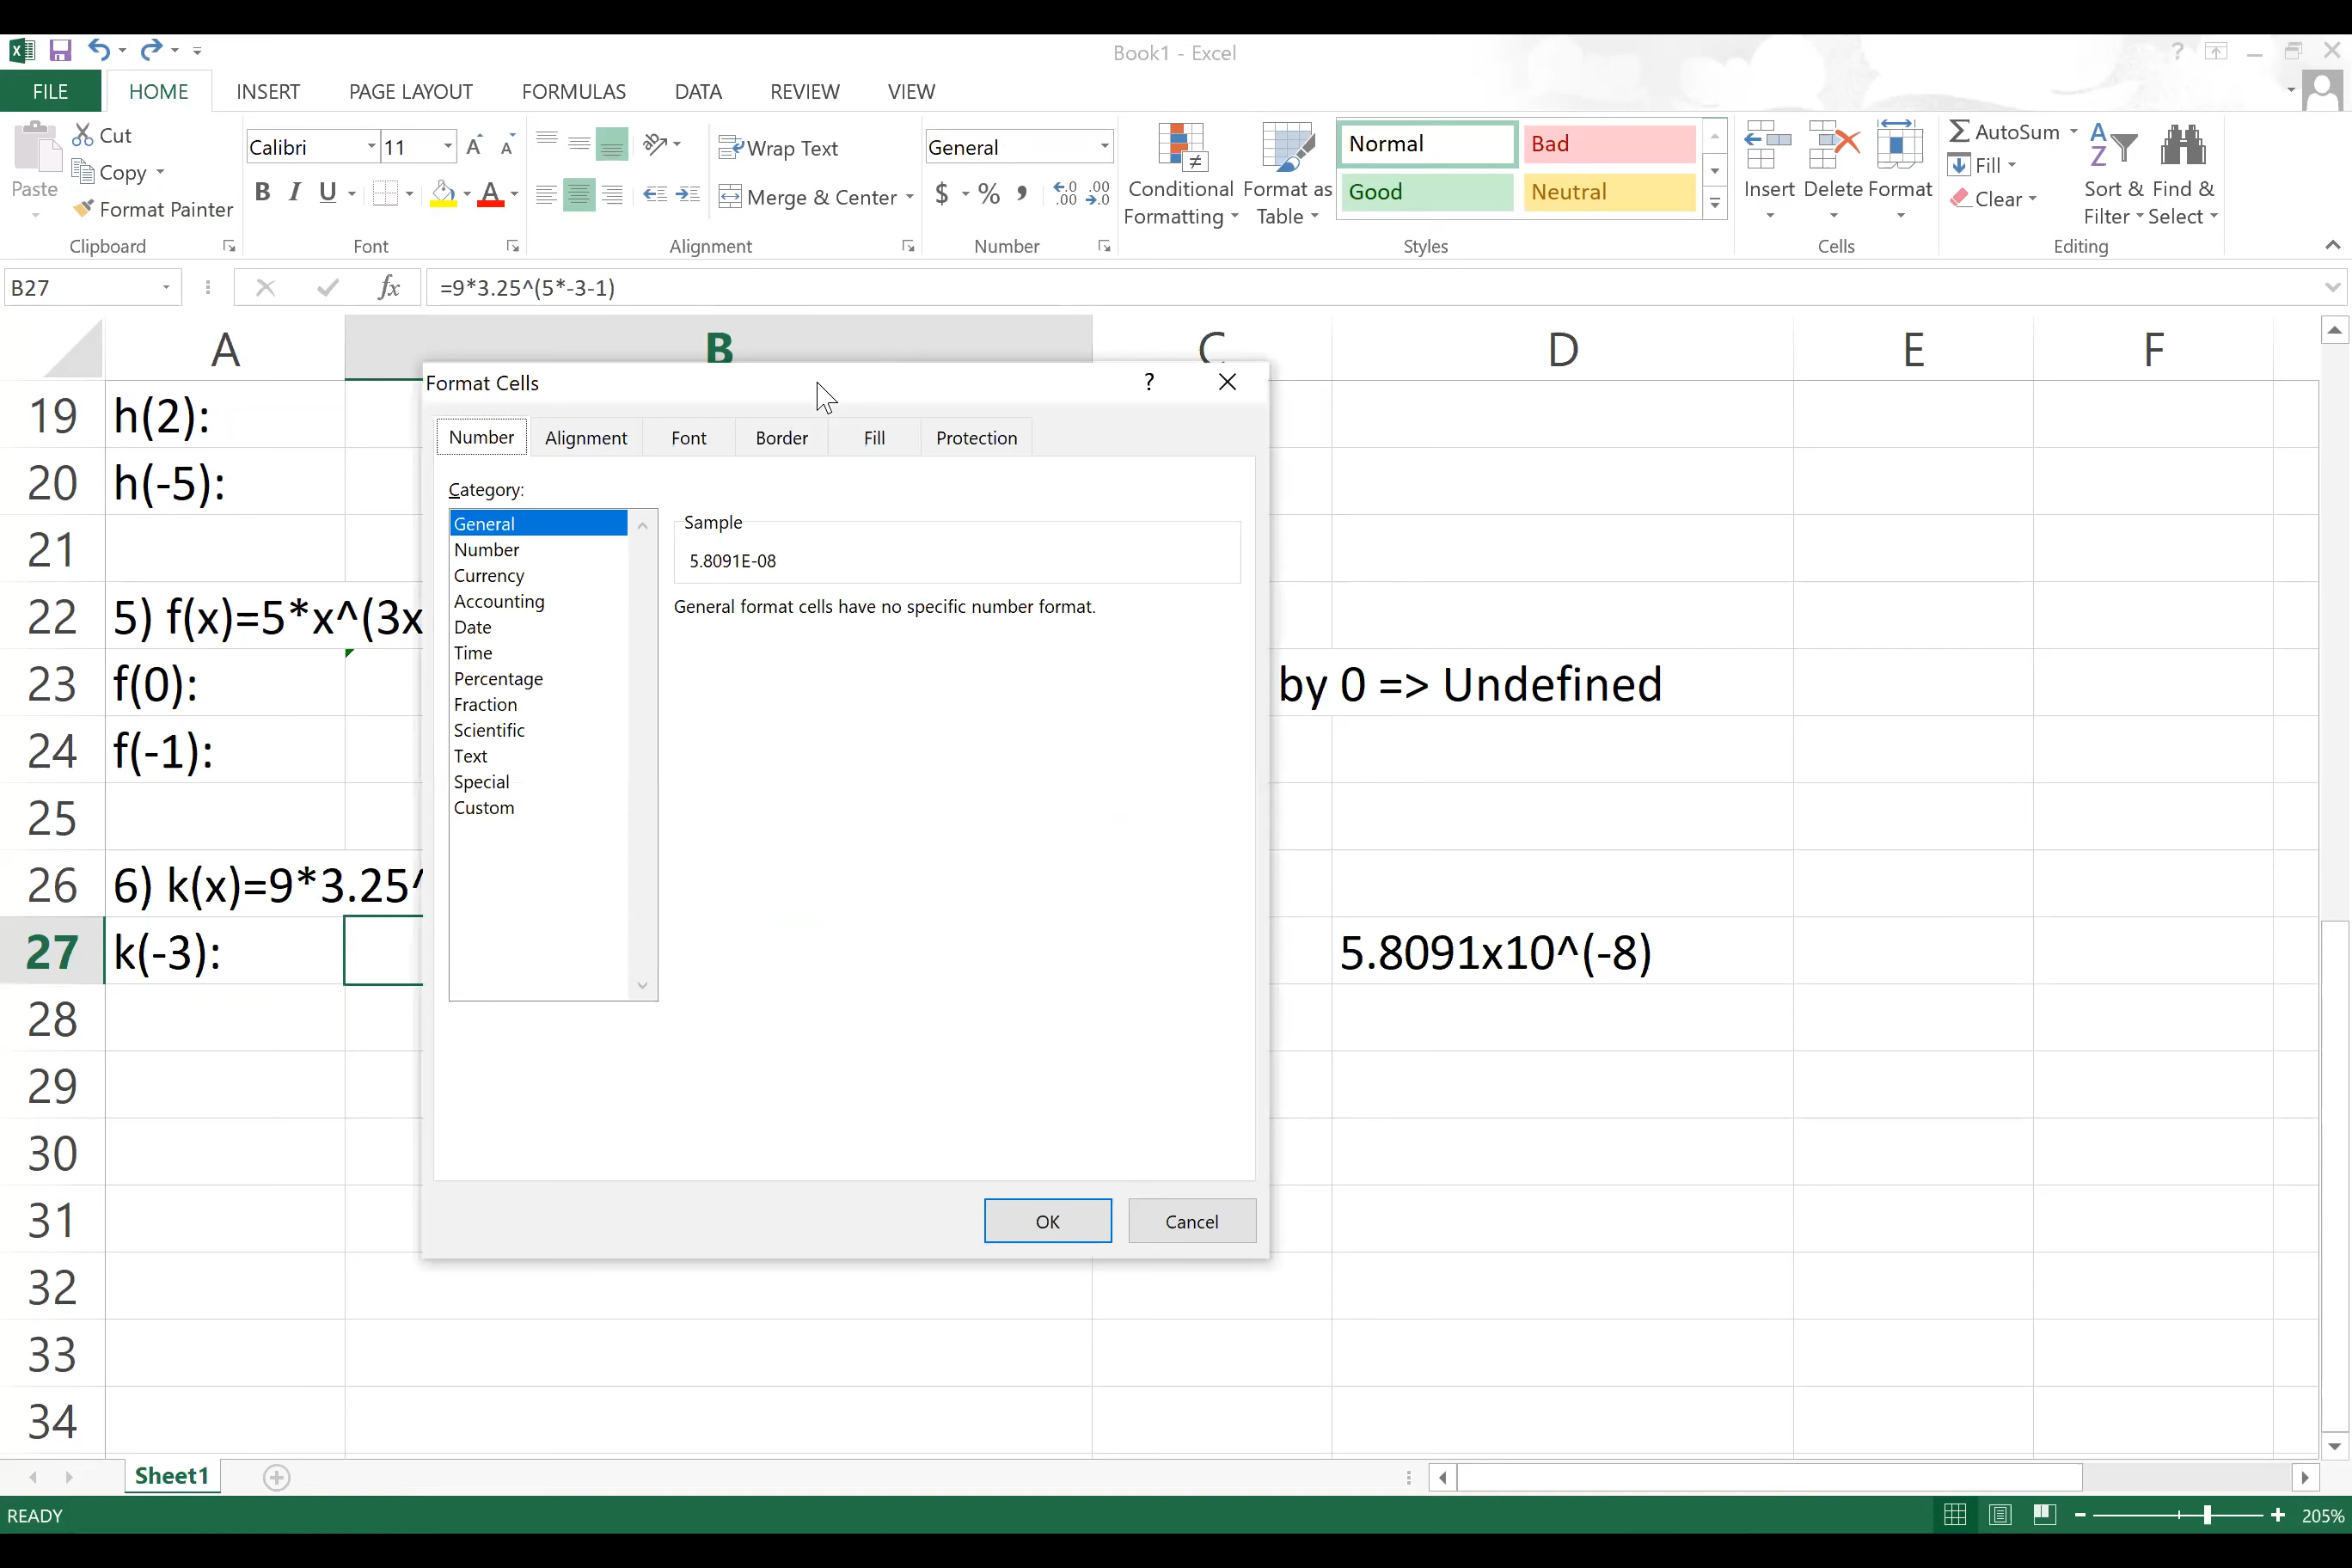 Book1 - Excel
?
FILE HOME INSERT PAGE LAYOUT FORMULAS DATA REVIEW VIEW
Paste
Cut
Copy
Format Painter
Clipboard
Calibri 11 A A
B I U A
Font
Wrap Text
Merge & Center
Alignment
General
$ % , .0 .00 .00 .0
Number
Conditional Formatting
Format as Table
Normal Bad
Good Neutral
Styles
Insert Delete Format
Cells
AutoSum
Fill
Clear
Sort & Filter
Find & Select
Editing
B27 fx =9*3.25^(5*-3-1)
A B C D E F
19 h(2):
20 h(-5):
21
22 5) f(x)=5*x^(3x
23 f(0): by 0 => Undefined
24 f(-1):
25
26 6) k(x)=9*3.25^
27 k(-3): 5.8091x10^(-8)
28
29
30
31
32
33
34
Format Cells ?
Number Alignment Font Border Fill Protection
Category:
General
Number
Currency
Accounting
Date
Time
Percentage
Fraction
Scientific
Text
Special
Custom
Sample
5.8091E-08
General format cells have no specific number format.
OK Cancel
Sheet1
READY 205%